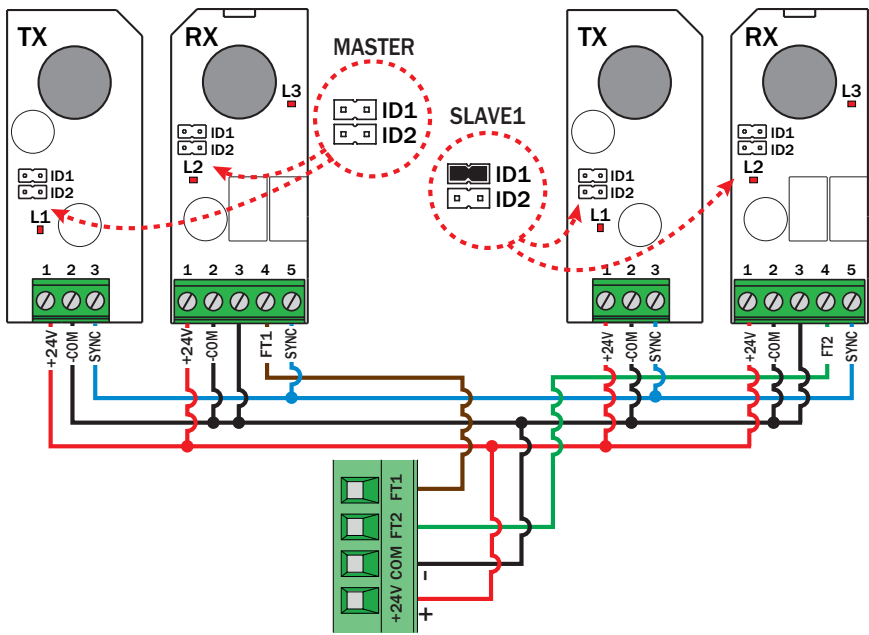 TX
RX
MASTER
TX
RX
L3
ID1
ID2
SLAVE1
L3
ID1
ID2
ID1
ID2
ID1
ID2
L2
ID1
ID2
ID1
ID2
L2
ID1
ID2
L1
L1
1 2 3
1 2 3 4 5
1 2 3
1 2 3 4 5
+24V
-COM
SYNC
+24V
-COM
FT1
SYNC
+24V
-COM
SYNC
+24V
-COM
FT2
SYNC
FT1
FT2
COM
-
+24V
+